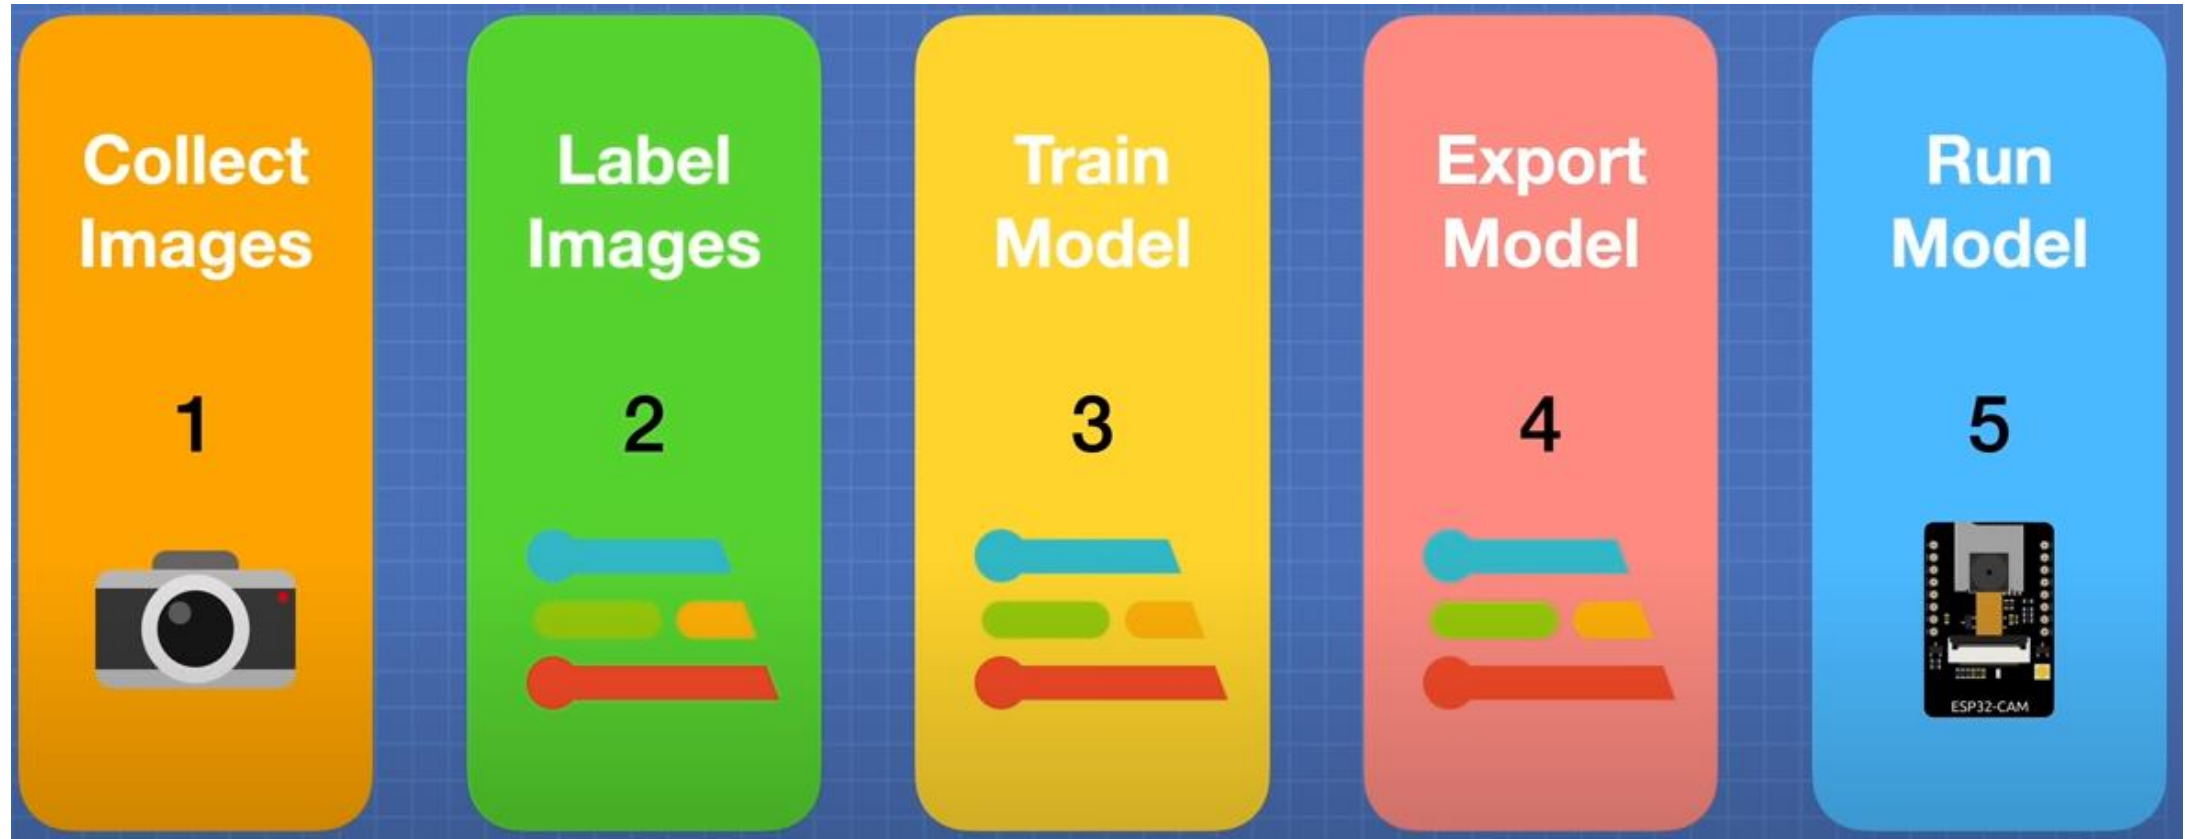 Collect
Images
1
Label
Images
2
Train
Model
3
Export
Model
4
Run
Model
5
ESP32-CAM